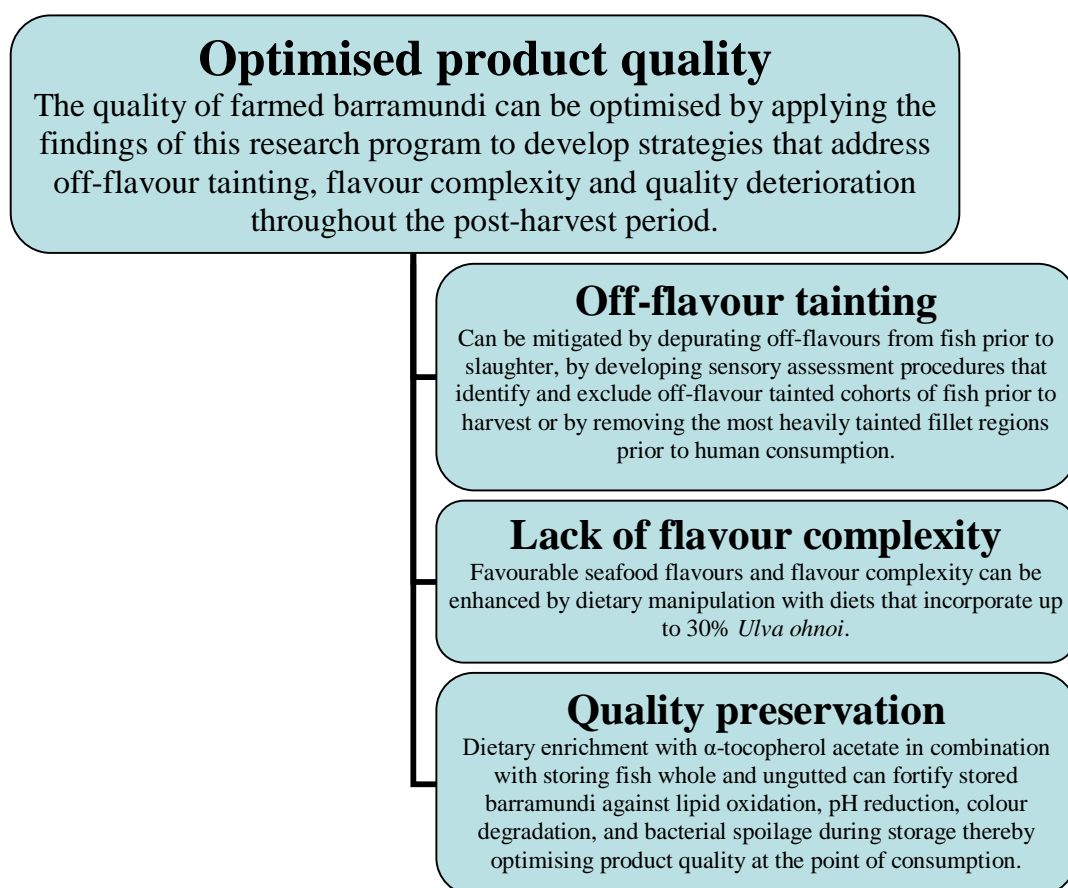 Optimised product quality
The quality of farmed barramundi can be optimised by applying the
findings of this research program to develop strategies that address
off-flavour tainting, flavour complexity and quality deterioration
throughout the post-harvest period.
Off-flavour tainting
Can be mitigated by depurating off-flavours from fish prior to
slaughter, by developing sensory assessment procedures that
identify and exclude off-flavour tainted cohorts of fish prior to
harvest or by removing the most heavily tainted fillet regions
prior to human consumption.
Lack of flavour complexity
Favourable seafood flavours and flavour complexity can be
enhanced by dietary manipulation with diets that incorporate up
to 30% Ulva ohnoi.
Quality preservation
Dietary enrichment with α-tocopherol acetate in combination
with storing fish whole and ungutted can fortify stored
barramundi against lipid oxidation, pH reduction, colour
degradation, and bacterial spoilage during storage thereby
optimising product quality at the point of consumption.